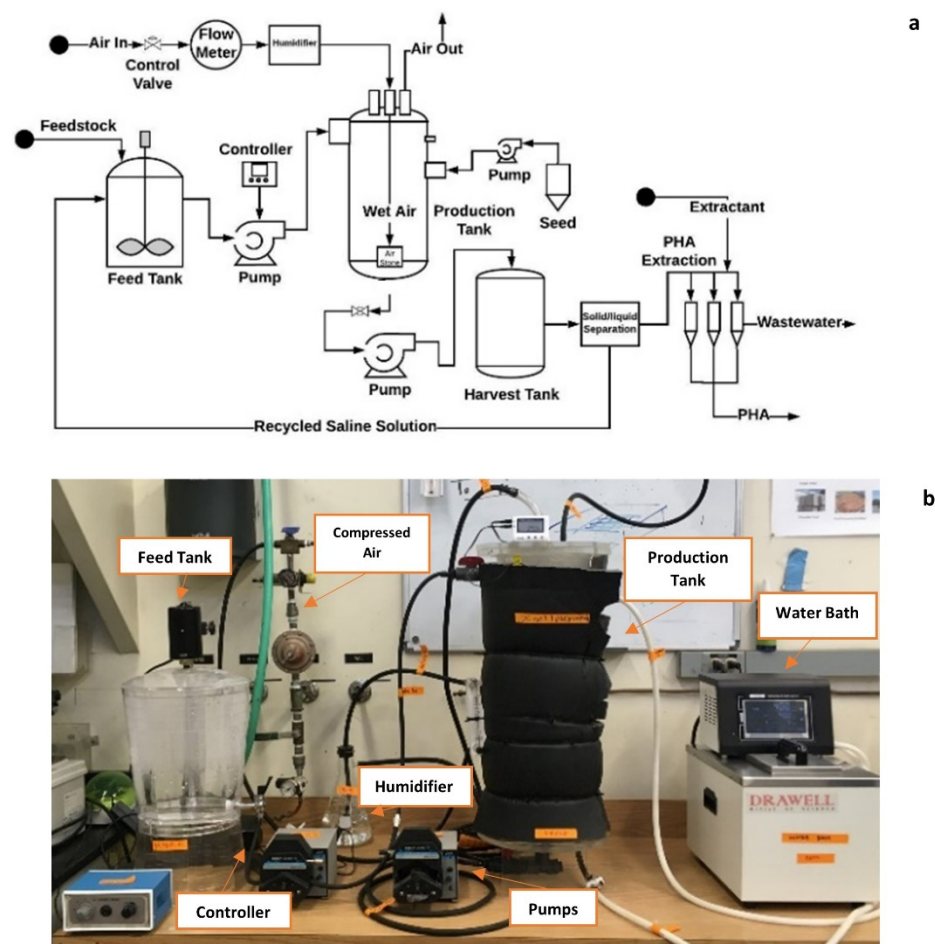 a
Air In
Control
Valve
Flow
Meter
Humidifier
Air Out
Feedstock
Controller
Feed Tank
Pump
Wet Air
Air
Stone
Production
Tank
Pump
Seed
Extractant
PHA
Extraction
Solid/liquid
Separation
Wastewater
Pump
Harvest Tank
PHA
Recycled Saline Solution
b
Feed Tank
Compressed
Air
Production
Tank
Water Bath
Humidifier
DRAWELL
Controller
Pumps